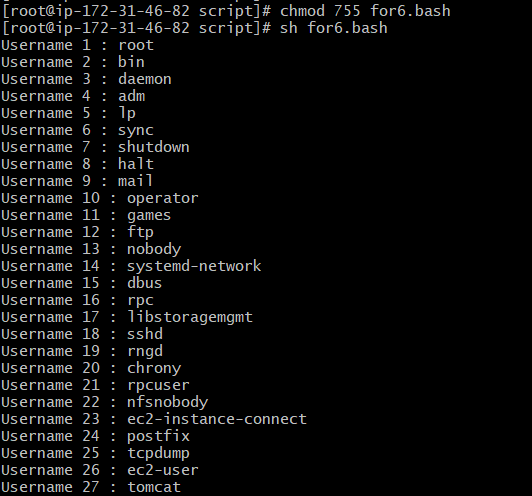 [root@ip-172-31-46-82 script]# chmod 755 for6.bash
[root@ip-172-31-46-82 script]# sh for6.bash
Username 1 : root
Username 2 : bin
Username 3 : daemon
Username 4 : adm
Username 5 : lp
Username 6 : sync
Username 7 : shutdown
Username 8 : halt
Username 9 : mail
Username 10 : operator
Username 11 : games
Username 12 : ftp
Username 13 : nobody
Username 14 : systemd-network
Username 15 : dbus
Username 16 : rpc
Username 17 : libstoragemgmt
Username 18 : sshd
Username 19 : rngd
Username 20 : chrony
Username 21 : rpcuser
Username 22 : nfsnobody
Username 23 : ec2-instance-connect
Username 24 : postfix
Username 25 : tcpdump
Username 26 : ec2-user
Username 27 : tomcat